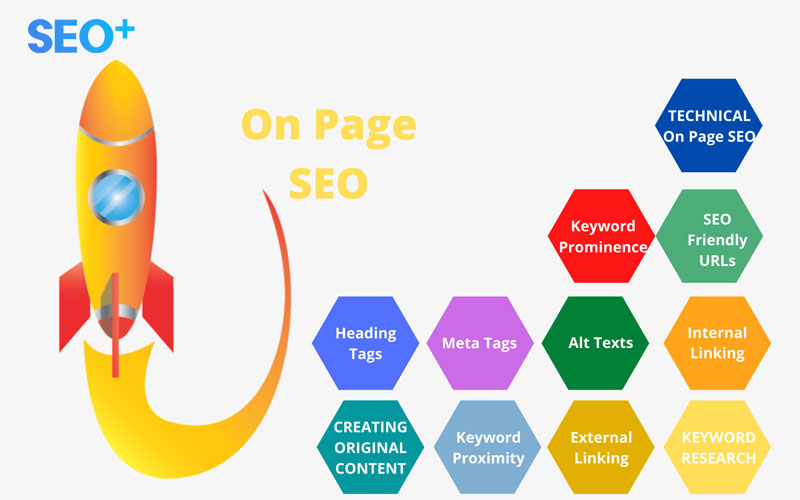 SEO+
On Page
SEO
TECHNICAL
On Page SEO
Keyword
Prominence
SEO
Friendly
URLs
Heading
Tags
Meta Tags
Alt Texts
Internal
Linking
CREATING
ORIGINAL
CONTENT
Keyword
Proximity
External
Linking
KEYWORD
RESEARCH